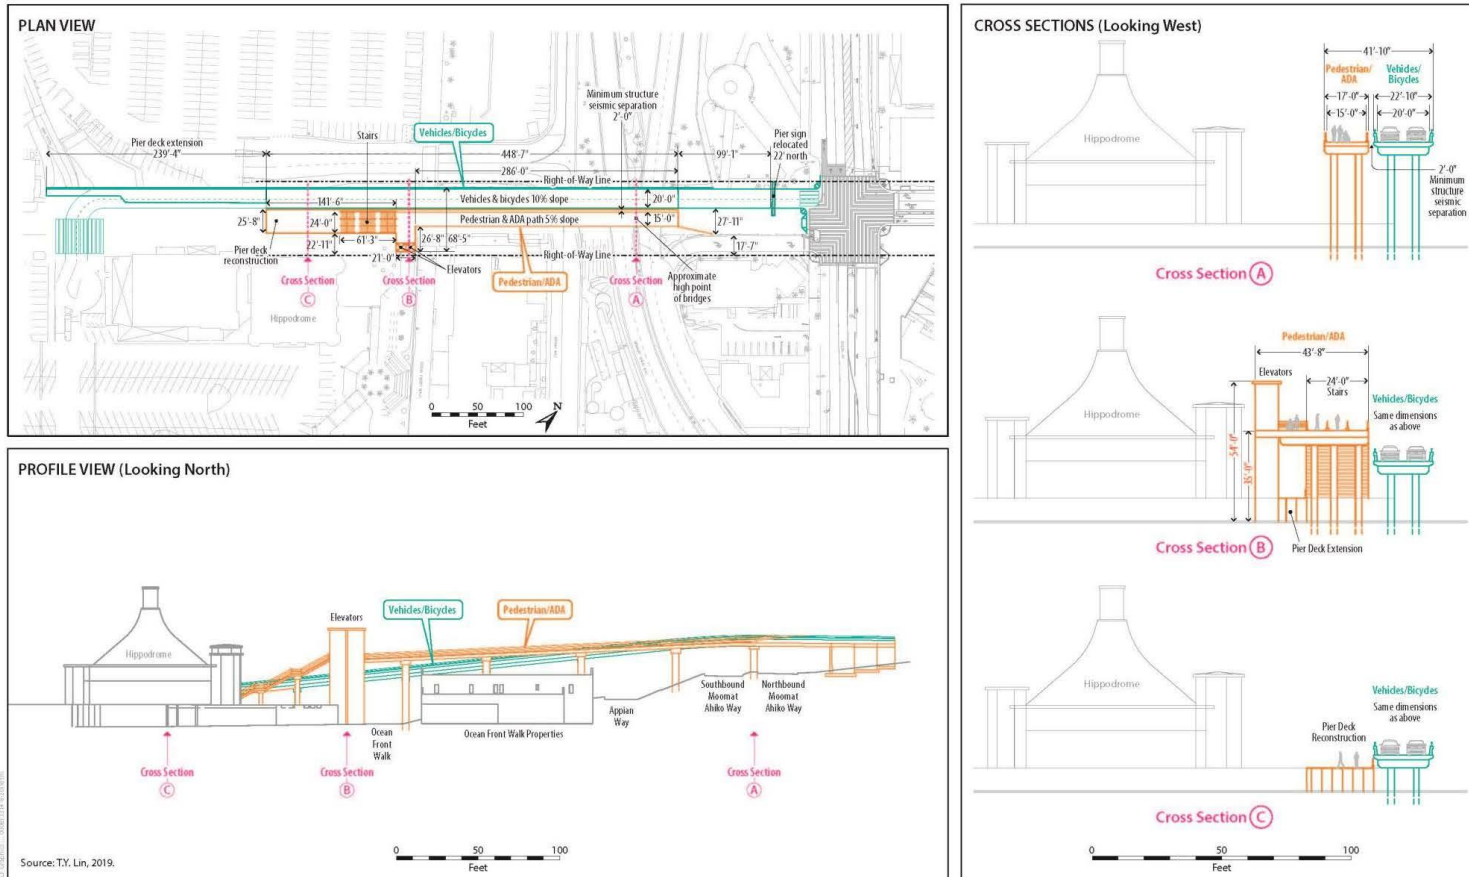 PLAN VIEW
Minimum structure
seismic separation
2'-0"
Pier sign
relocated
22' north
Vehicles/Bicycles
Stairs
Pier deck extension
239'-4"
448'-7"
99'-1"
286'-0"
Right-of-Way Line
Vehicles & bicycles 10% slope
20'-0"
141'-6"
25'-8"
24'-0"
Pedestrian & ADA path 5% slope
15'-0"
27'-11"
Pier deck
reconstruction
22'-11"
61'-3"
26'-8"
68'-5"
17'-7"
21'-0"
Elevators
Right-of-Way Line
Cross Section
C
Cross Section
B
Pedestrian/ADA
Cross Section
A
Approximate
high point
of bridges
Hippodrome
0 50 100
Feet
N
PROFILE VIEW (Looking North)
Elevators
Vehicles/Bicycles
Pedestrian/ADA
Hippodrome
Ocean
Front
Walk
Ocean Front Walk Properties
Appian
Way
Southbound
Moomat
Ahiko Way
Northbound
Moomat
Ahiko Way
Cross Section
C
Cross Section
B
Cross Section
A
Source: T.Y. Lin, 2019.
0 50 100
Feet
CROSS SECTIONS (Looking West)
41'-10"
Pedestrian/
ADA
Vehicles/
Bicycles
17'-0"
22'-10"
15'-0"
20'-0"
Hippodrome
2'-0"
Minimum
structure
seismic
separation
Cross Section A
Pedestrian/ADA
43'-8"
Elevators
24'-0"
Stairs
Vehicles/Bicycles
Same dimensions
as above
Hippodrome
54'-0"
35'-0"
Cross Section B
Pier Deck Extension
Hippodrome
Vehicles/Bicycles
Same dimensions
as above
Pier Deck
Reconstruction
Cross Section C
0 50 100
Feet